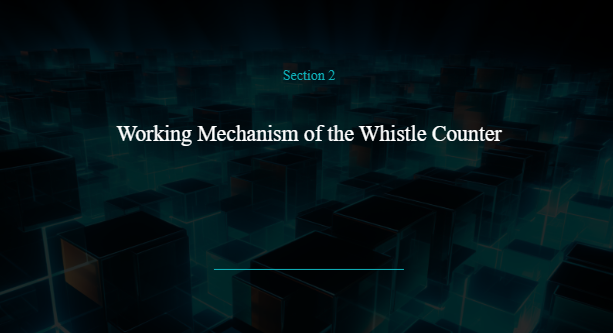 Section 2
Working Mechanism of the Whistle Counter